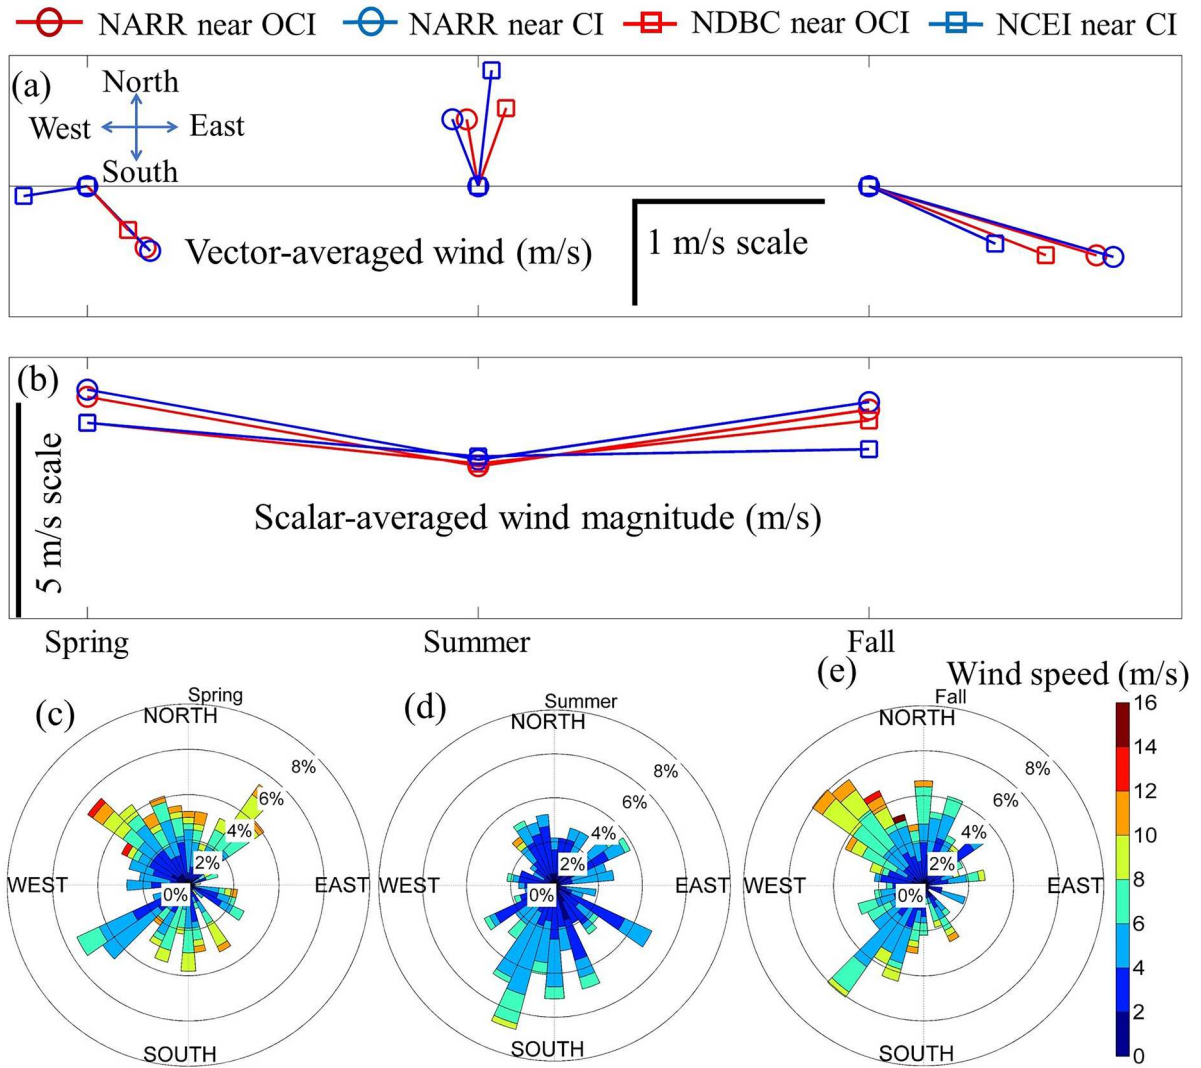 NARR near OCI NARR near CI NDBC near OCI NCEI near CI
(a)
North
West East
South
Vector-averaged wind (m/s)
1 m/s scale
(b)
5 m/s scale
Scalar-averaged wind magnitude (m/s)
Spring Summer Fall
(c)
Spring
NORTH
8%
6%
4%
2%
0%
WEST
EAST
SOUTH
(d)
Summer
NORTH
8%
6%
4%
2%
0%
WEST
EAST
SOUTH
(e)
Fall
NORTH
8%
6%
4%
2%
0%
WEST
EAST
SOUTH
Wind speed (m/s)
16
14
12
10
8
6
4
2
0